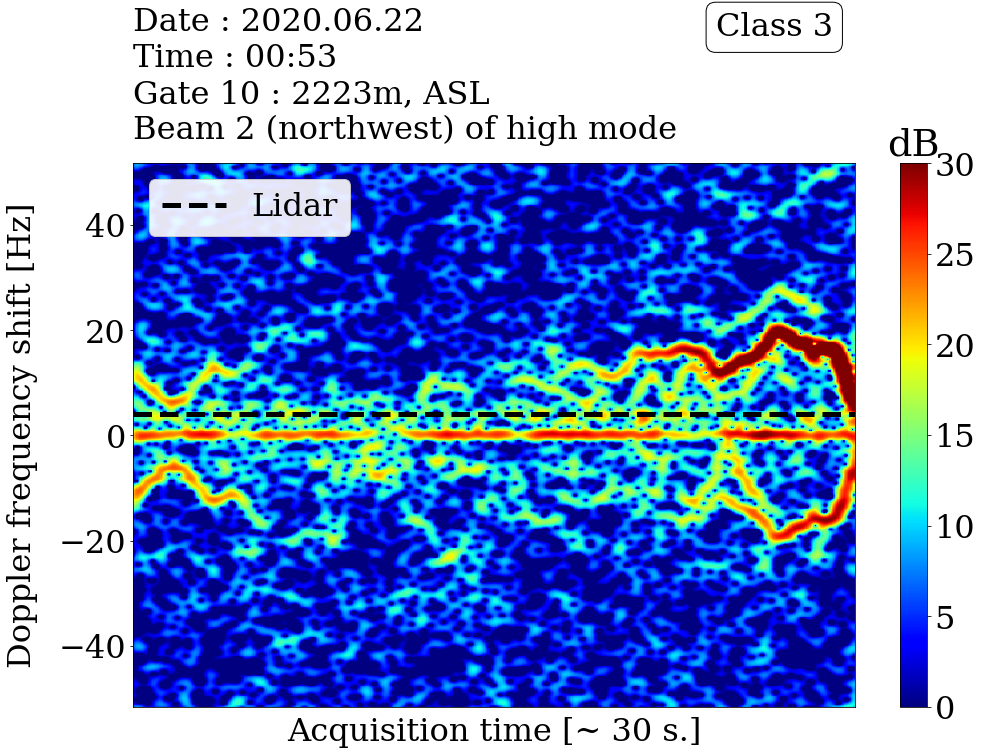 Date : 2020.06.22
Time : 00:53
Gate 10 : 2223m, ASL
Beam 2 (northwest) of high mode
Class 3
dB
Lidar
Doppler frequency shift [Hz]
40
20
0
−20
−40
30
25
20
15
10
5
0
Acquisition time [~ 30 s.]